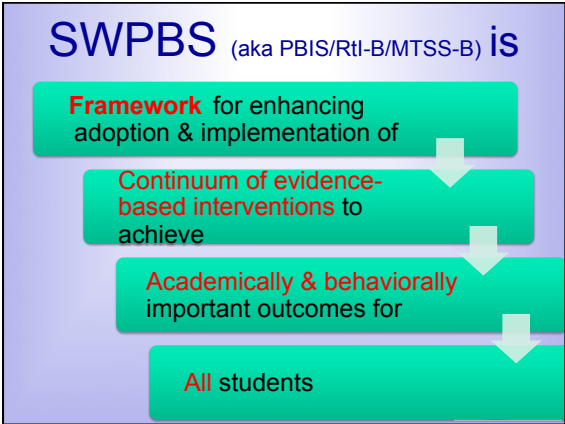 SWPBS (aka PBIS/RtI-B/MTSS-B) is
Framework for enhancing
adoption & implementation of
Continuum of evidence-
based interventions to
achieve
Academically & behaviorally
important outcomes for
All students